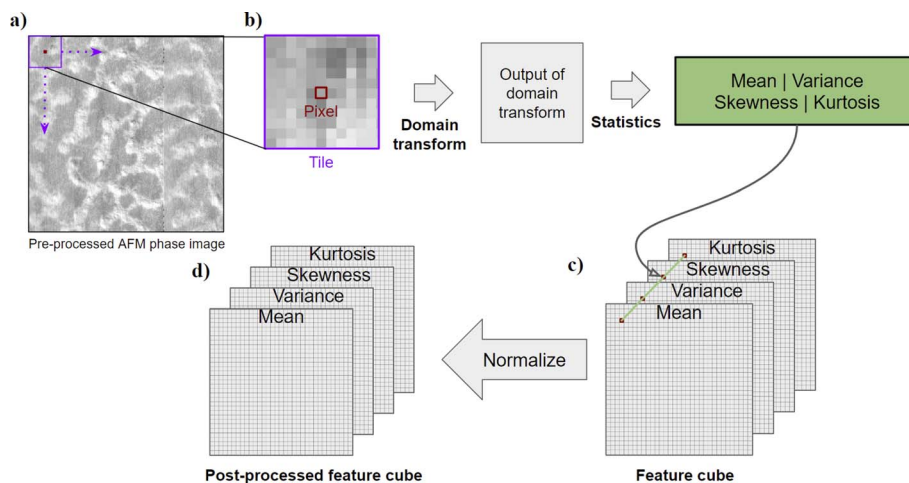 a)
b)
Pixel
Tile
Pre-processed AFM phase image
Domain
transform
Output of
domain
transform
Statistics
Mean | Variance
Skewness | Kurtosis
c)
Kurtosis
Skewness
Variance
Mean
Feature cube
Normalize
d)
Kurtosis
Skewness
Variance
Mean
Post-processed feature cube